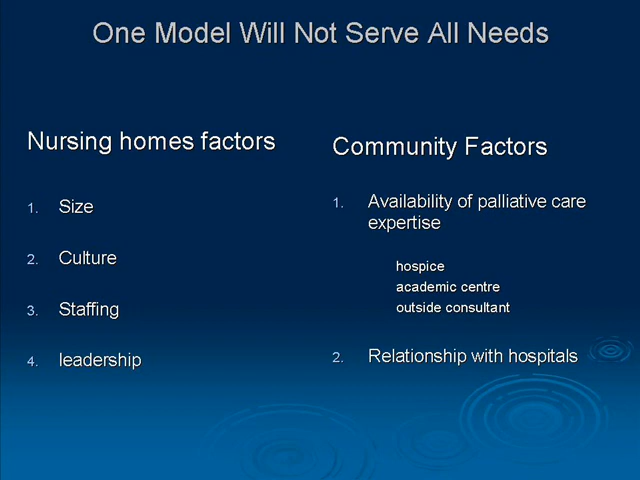 One Model Will Not Serve All Needs
Nursing homes factors
1. Size
2. Culture
3. Staffing
4. leadership
Community Factors
1. Availability of palliative care
expertise
hospice
academic centre
outside consultant
2. Relationship with hospitals